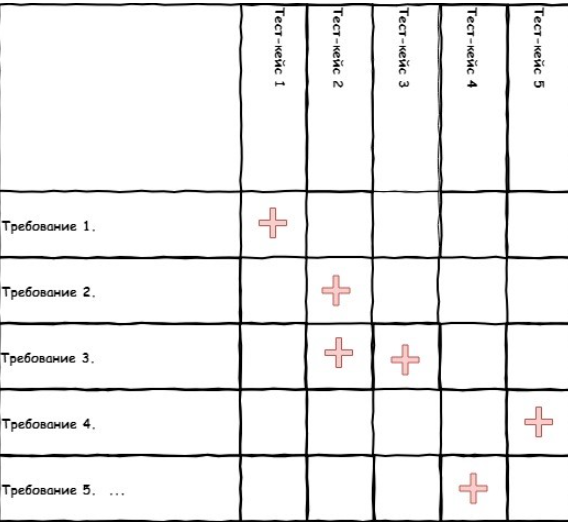 Тест-кейс 1
Тест-кейс 2
Тест-кейс 3
Тест-кейс 4
Тест-кейс 5
Требование 1.
Требование 2.
Требование 3.
Требование 4.
Требование 5. ...